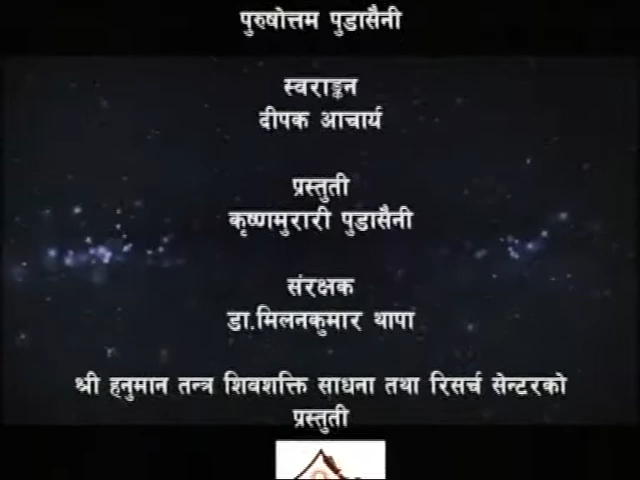 पुरुषोत्तम पुडासैनी
स्वराङ्कन
दीपक आचार्य
प्रस्तुती
कृष्णमुरारी पुडासैनी
संरक्षक
डा.मिलनकुमार थापा
श्री हनुमान तन्त्र शिवशक्ति साधना तथा रिसर्च सेन्टरको
प्रस्तुती